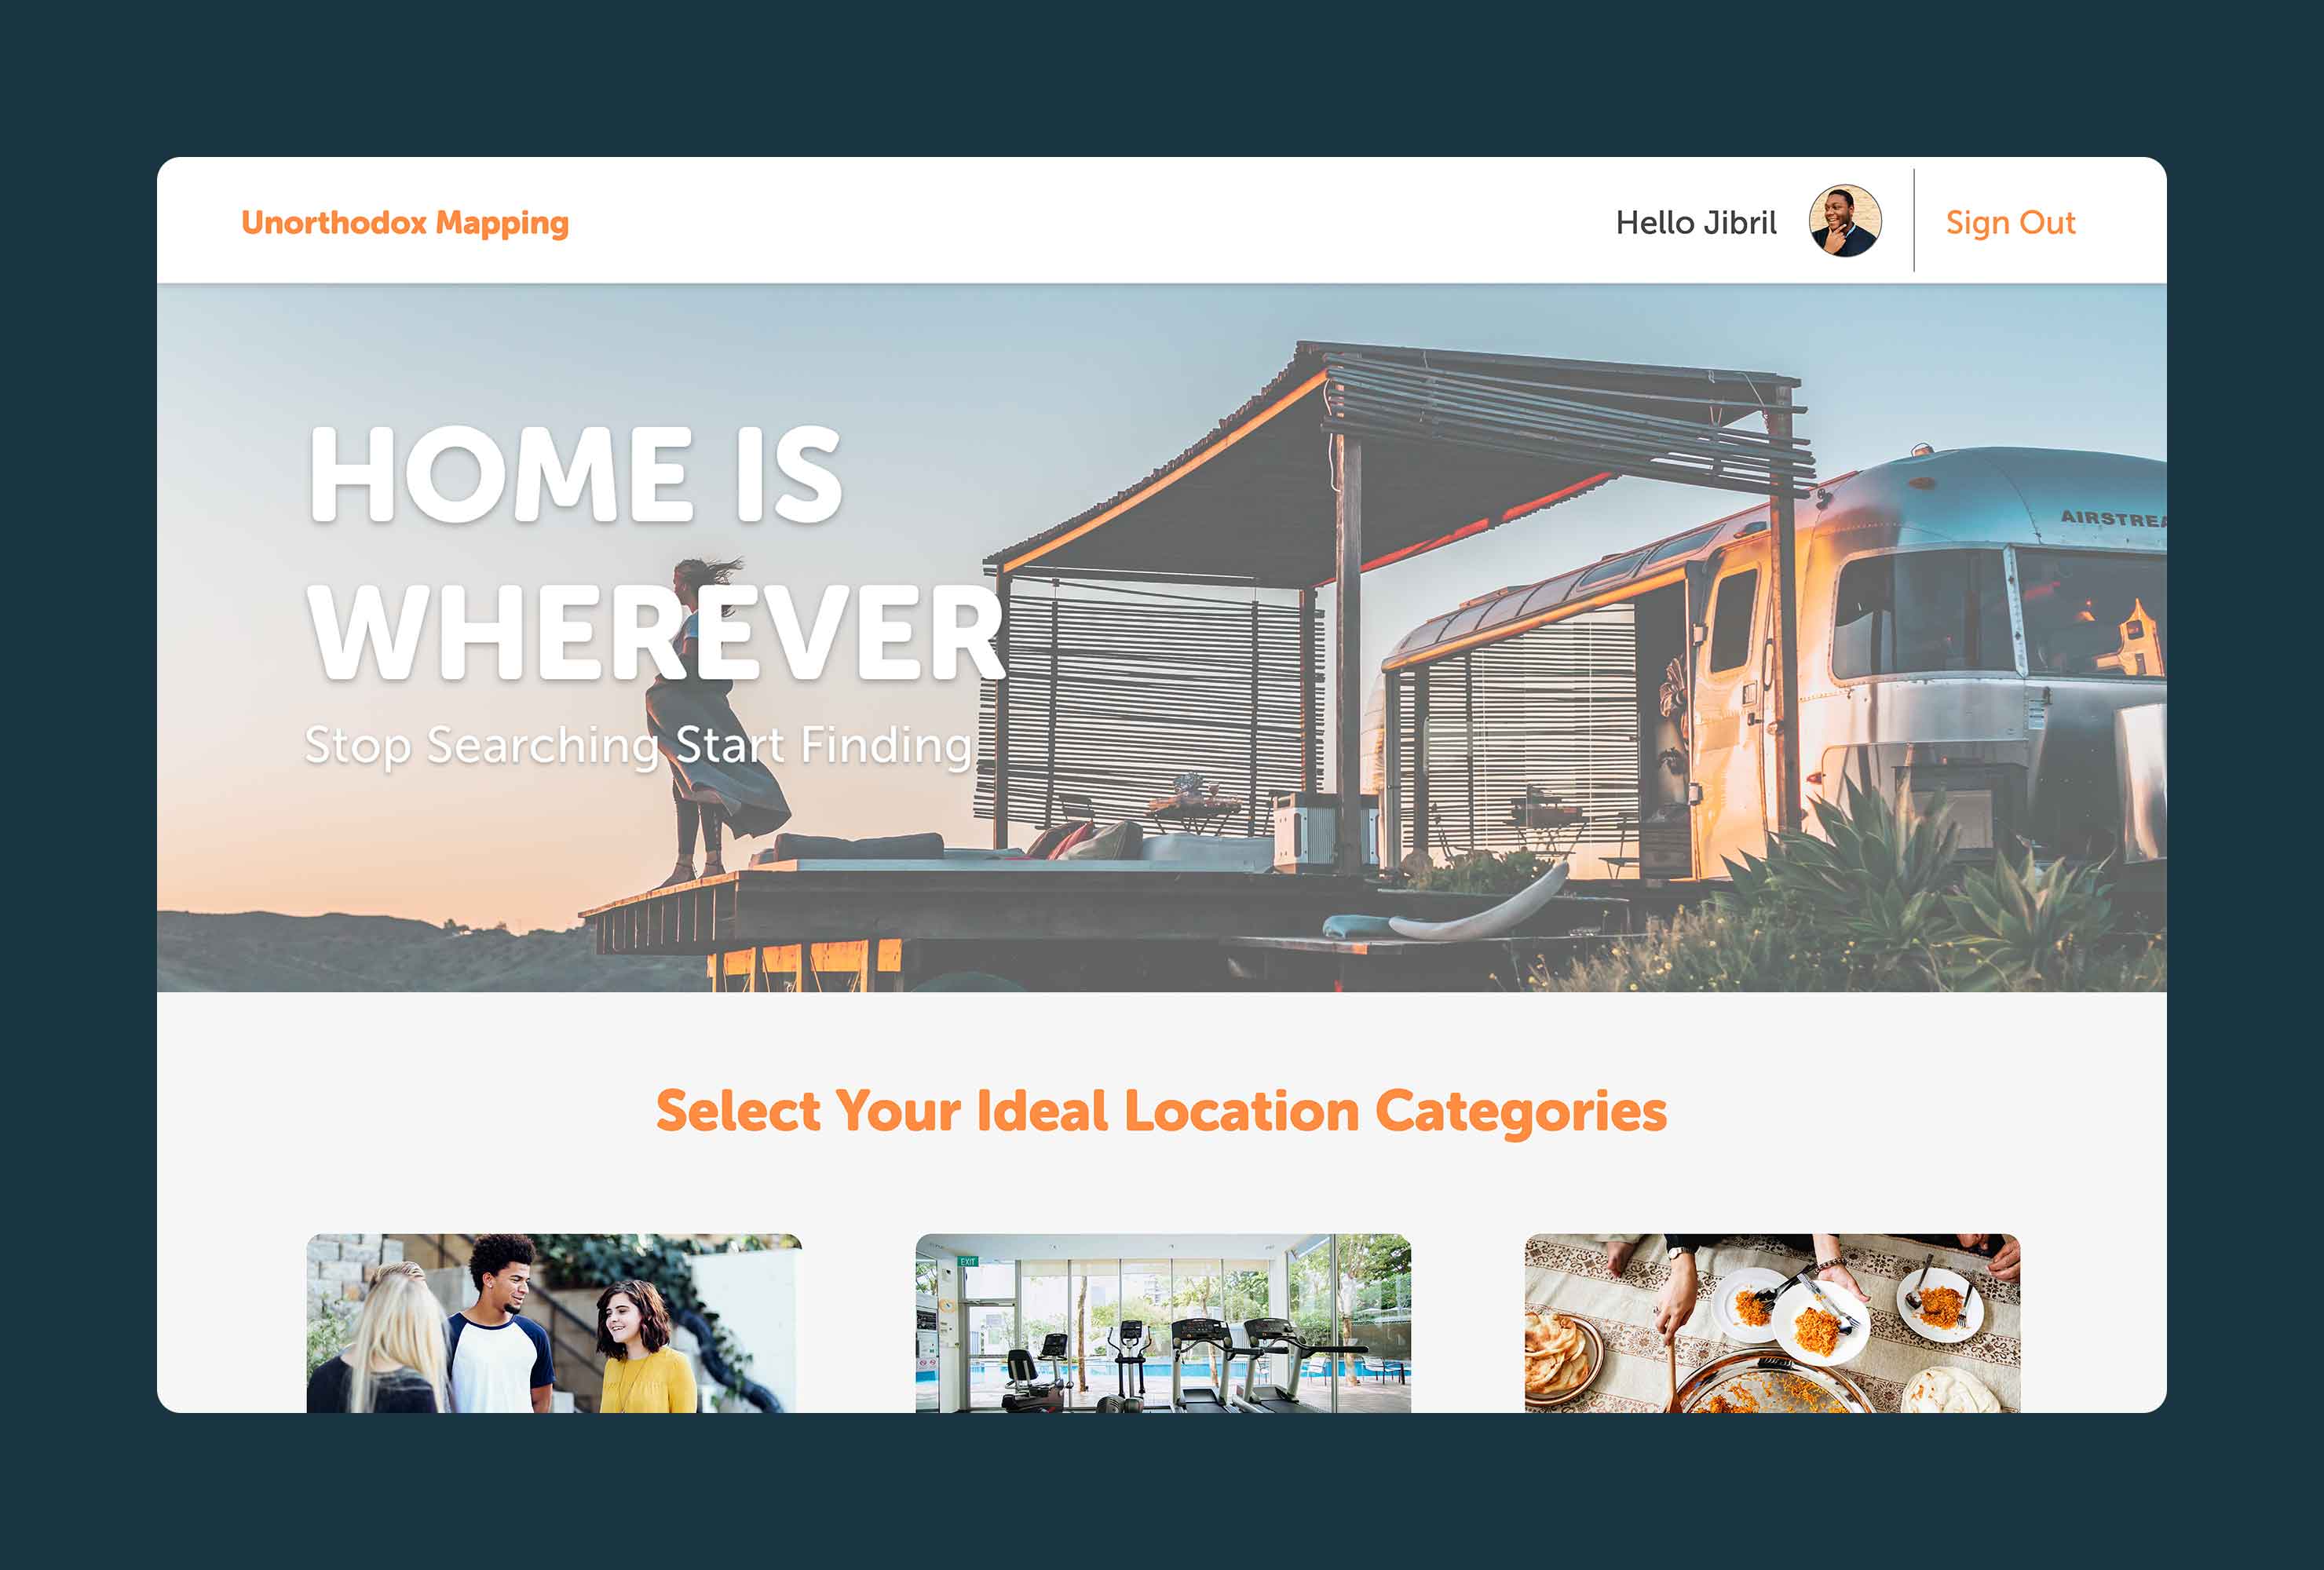 Unorthodox Mapping
Hello Jibril
Sign Out
HOME IS
WHEREVER
Stop Searching Start Finding
AIRSTREA
Select Your Ideal Location Categories
EXIT